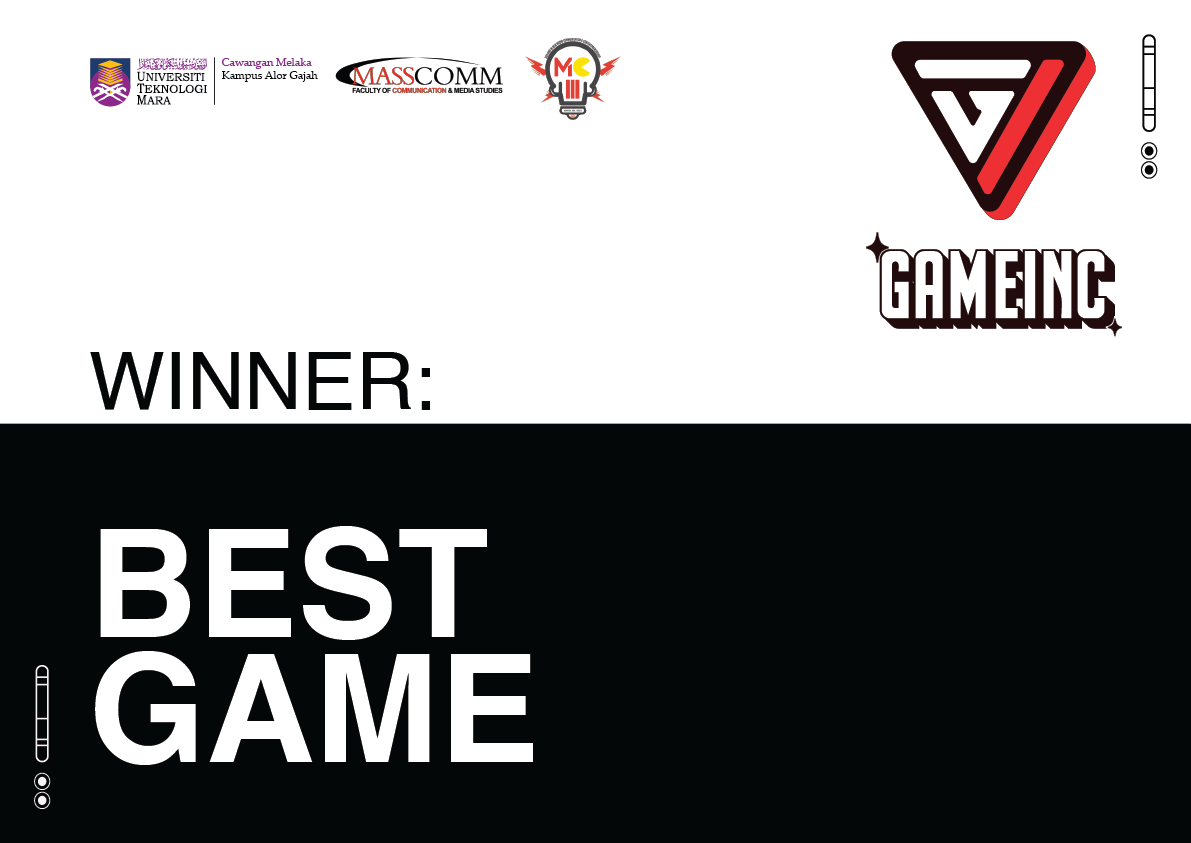 UNIVERSITI
TEKNOLOGI
MARA
Cawangan Melaka
Kampus Alor Gajah
MASSCOMM
FACULTY OF COMMUNICATION & MEDIA STUDIES
MC
GAMEINC
WINNER:
BEST
GAME